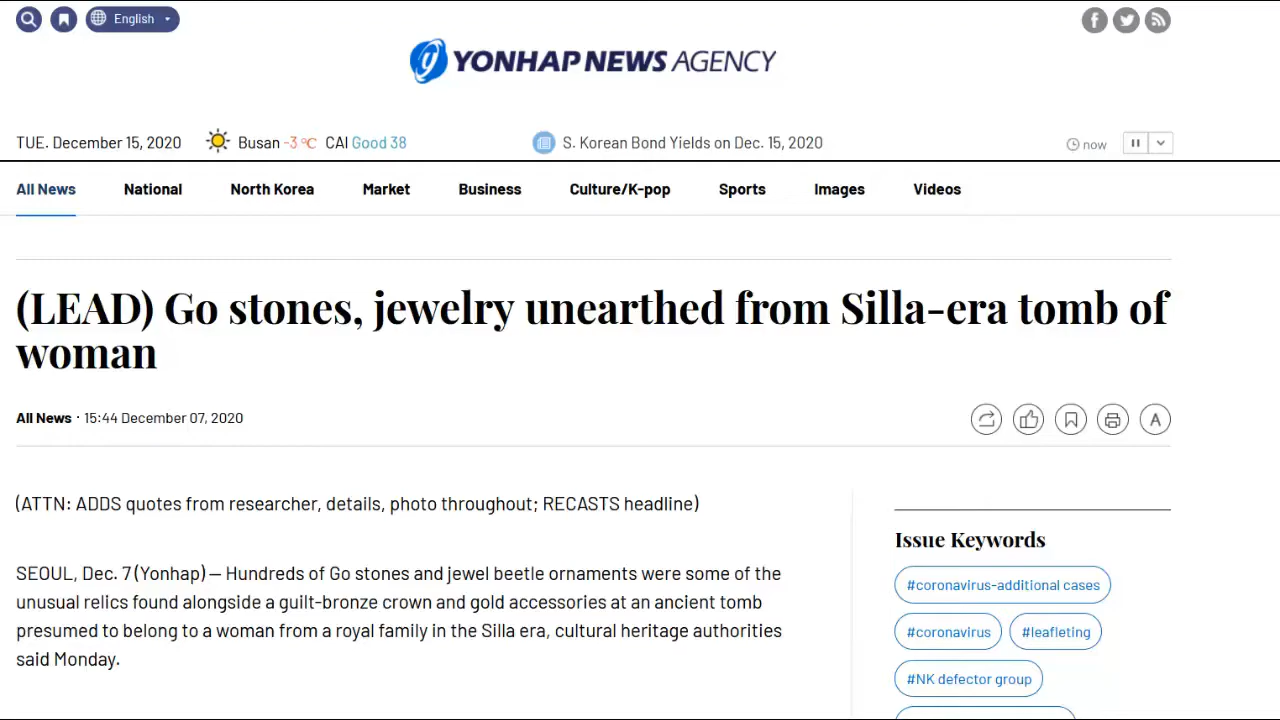 English
YONHAP NEWS AGENCY
TUE. December 15, 2020 Busan -3 ℃ CAI Good 38 S. Korean Bond Yields on Dec. 15, 2020 now
All News National North Korea Market Business Culture/K-pop Sports Images Videos
(LEAD) Go stones, jewelry unearthed from Silla-era tomb of
woman
All News · 15:44 December 07, 2020
A
(ATTN: ADDS quotes from researcher, details, photo throughout; RECASTS headline)
SEOUL, Dec. 7 (Yonhap) — Hundreds of Go stones and jewel beetle ornaments were some of the
unusual relics found alongside a guilt-bronze crown and gold accessories at an ancient tomb
presumed to belong to a woman from a royal family in the Silla era, cultural heritage authorities
said Monday.
Issue Keywords
#coronavirus-additional cases
#coronavirus #leafleting
#NK defector group